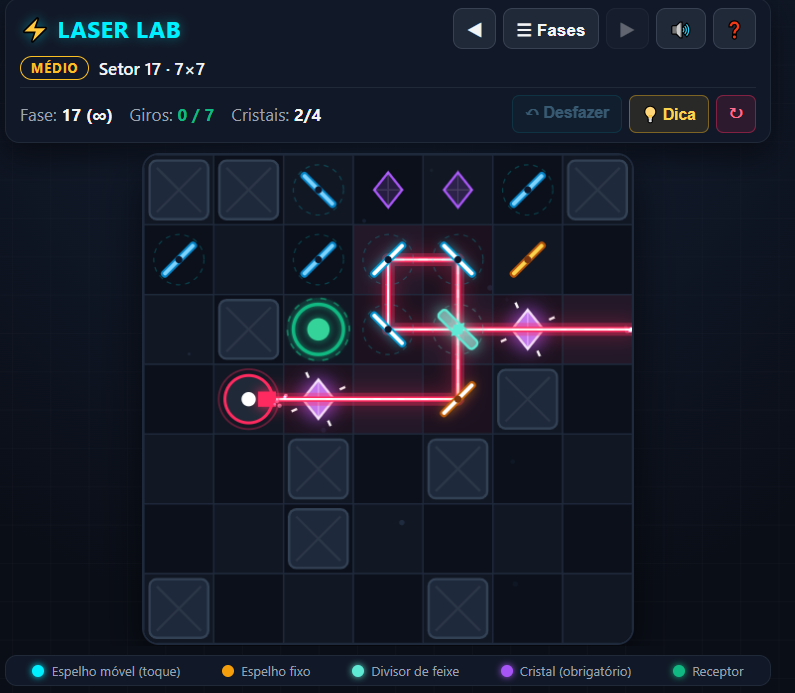 ⚡ LASER LAB
◀ ☰ Fases ▶ 🔊 ?
MÉDIO Setor 17 · 7×7
Fase: 17 (∞) Giros: 0 / 7 Cristais: 2/4 ↶ Desfazer 💡 Dica ↻
Espelho móvel (toque) Espelho fixo Divisor de feixe Cristal (obrigatório) Receptor